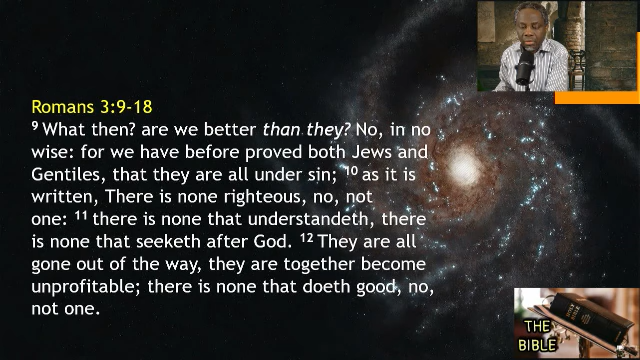 Romans 3:9-18
9 What then? are we better than they? No, in no
wise: for we have before proved both Jews and
Gentiles, that they are all under sin; 10 as it is
written, There is none righteous, no, not
one: 11 there is none that understandeth, there
is none that seeketh after God. 12 They are all
gone out of the way, they are together become
unprofitable; there is none that doeth good, no,
not one.
THE
BIBLE
HOLY
BIBLE